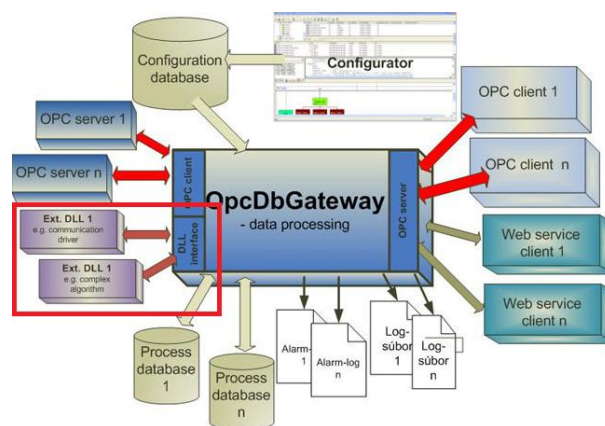 Configuration
database
Configurator
OPC server 1
OPC server n
OPC client 1
OPC client n
OPC client
OpcDbGateway
- data processing
OPC server
Ext. DLL 1
e.g. communication
driver
Ext. DLL 1
e.g. complex
algorithm
DLL
interface
Web service
client 1
Web service
client n
Process
database
1
Process
database
n
Alarm-log
n
Alarm-
1
Log-
súbor
1
Log-
súbor
n